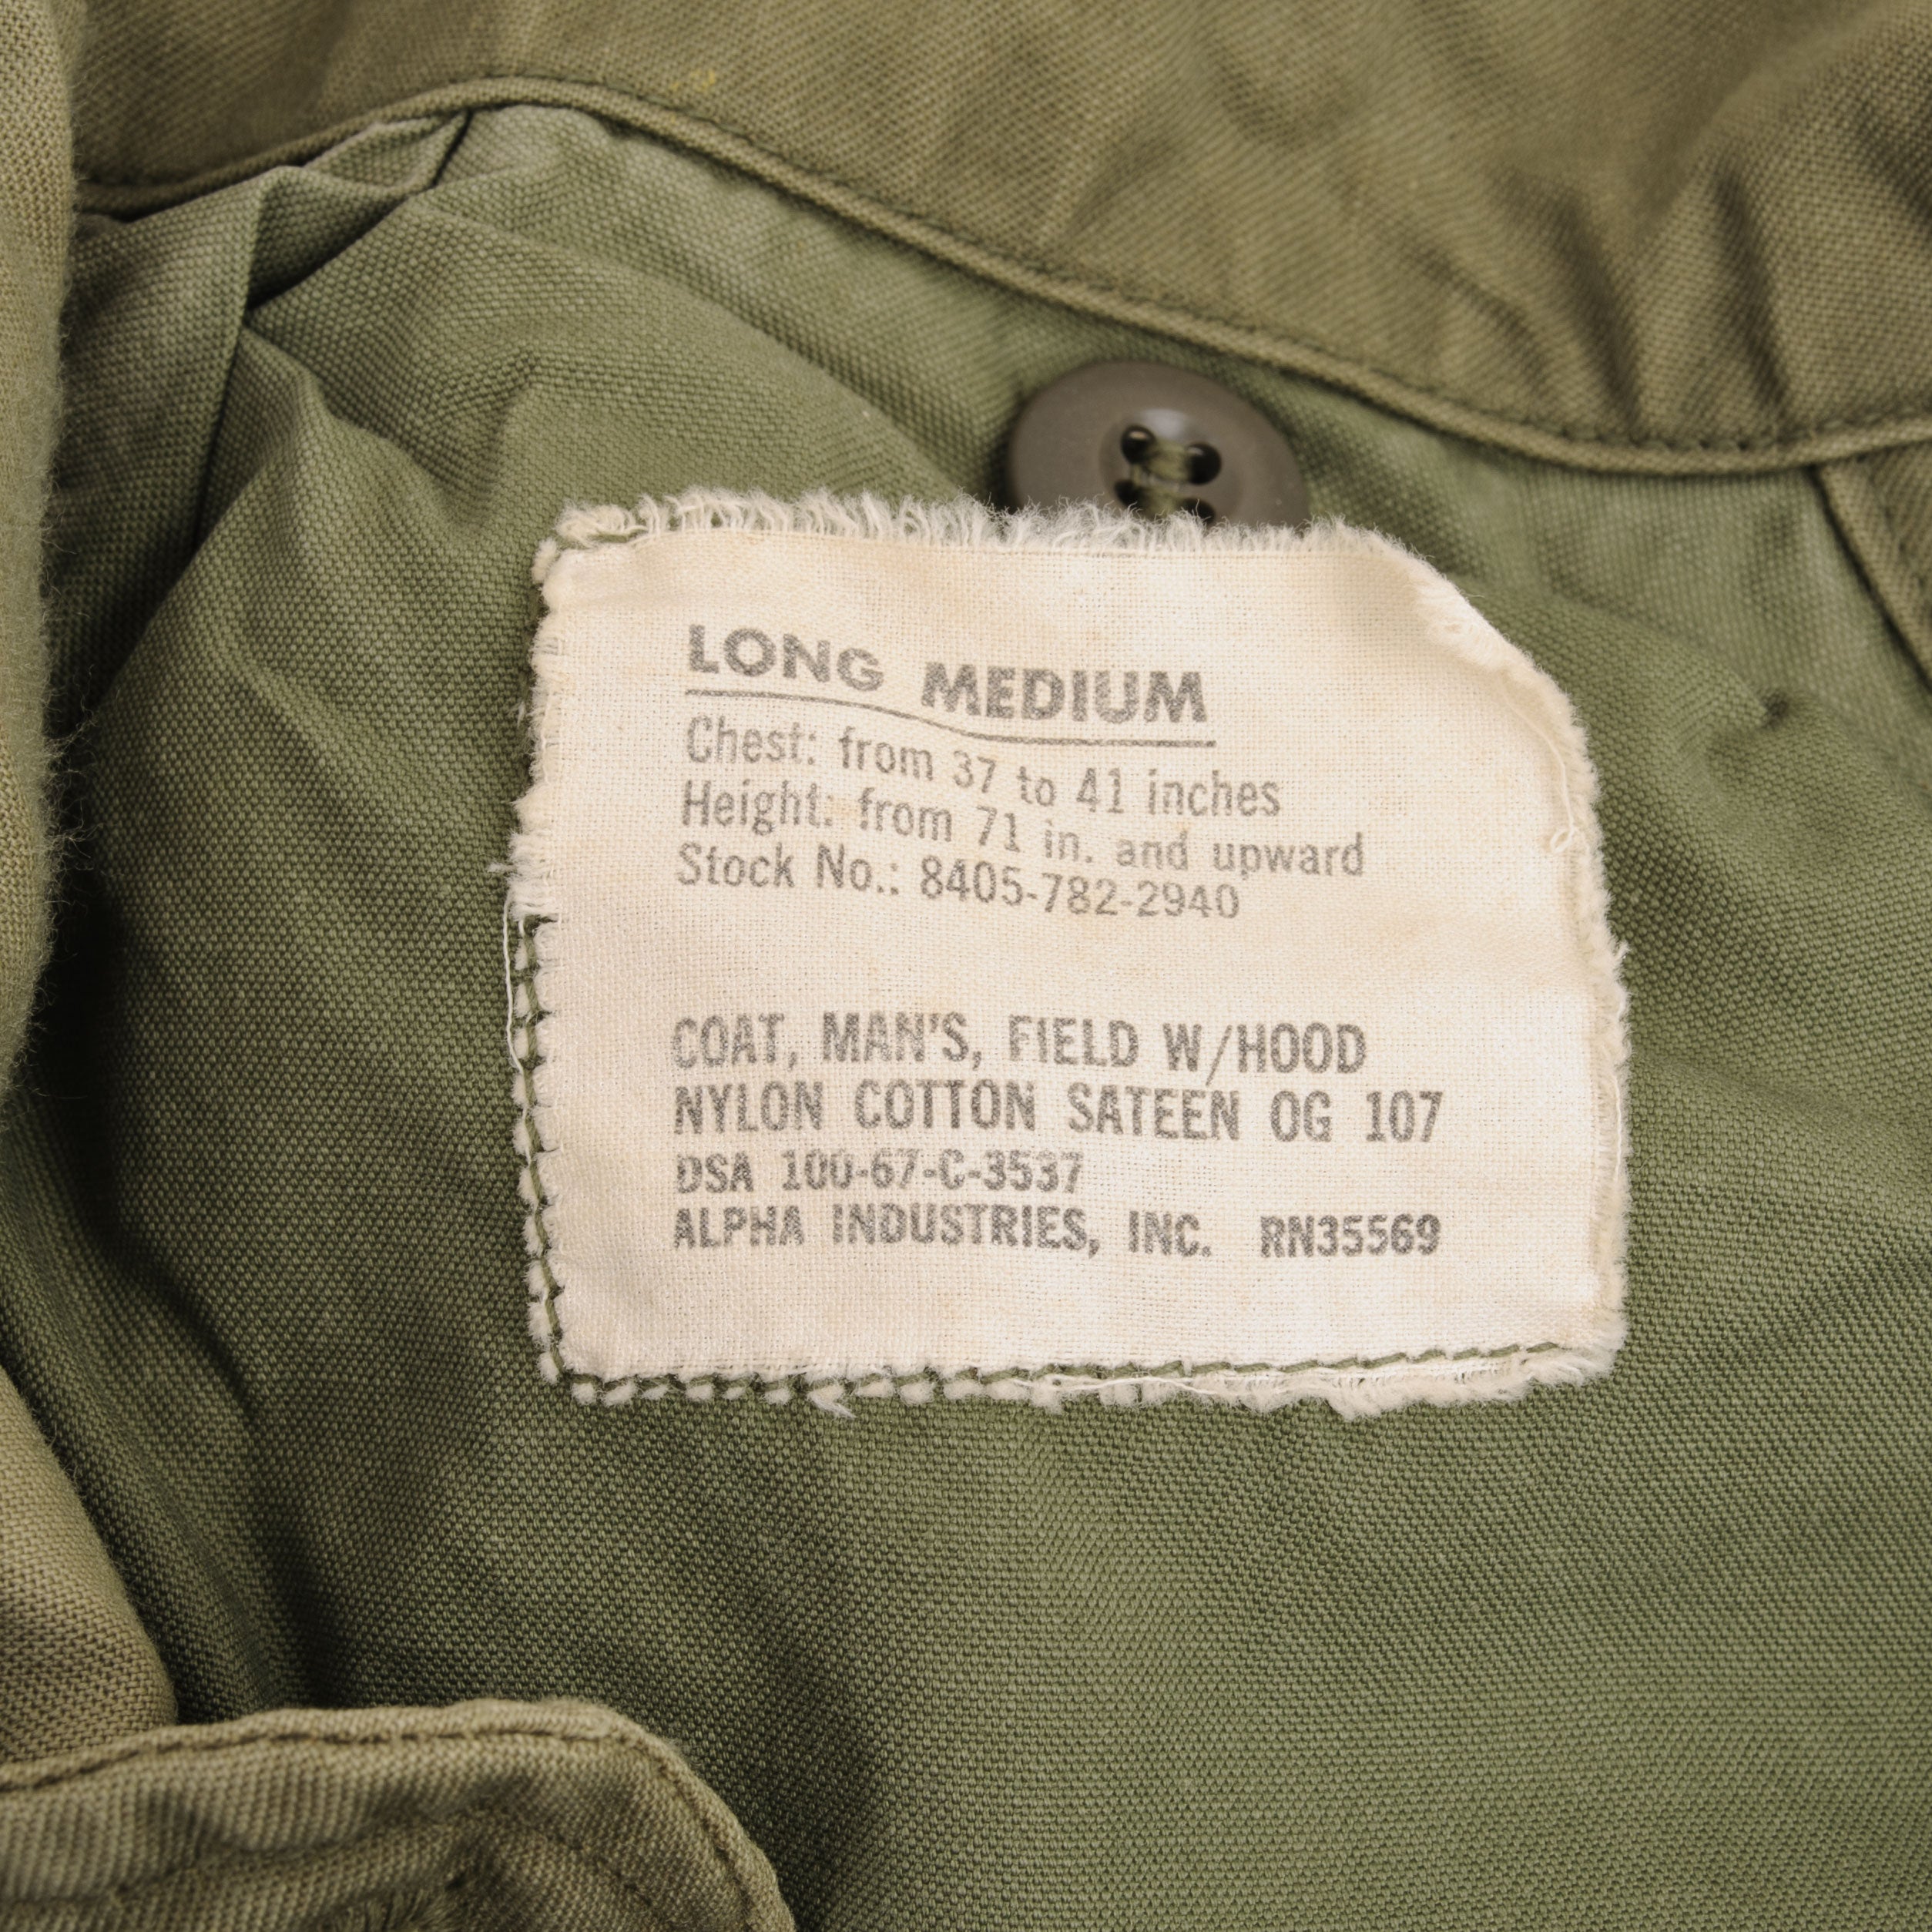 LONG MEDIUM
Chest: from 37 to 41 inches
Height: from 71 in. and upward
Stock No.: 8405-782-2940
COAT, MAN'S, FIELD W/HOOD
NYLON COTTON SATEEN OG 107
DSA 100-67-C-3537
ALPHA INDUSTRIES, INC. RN35569